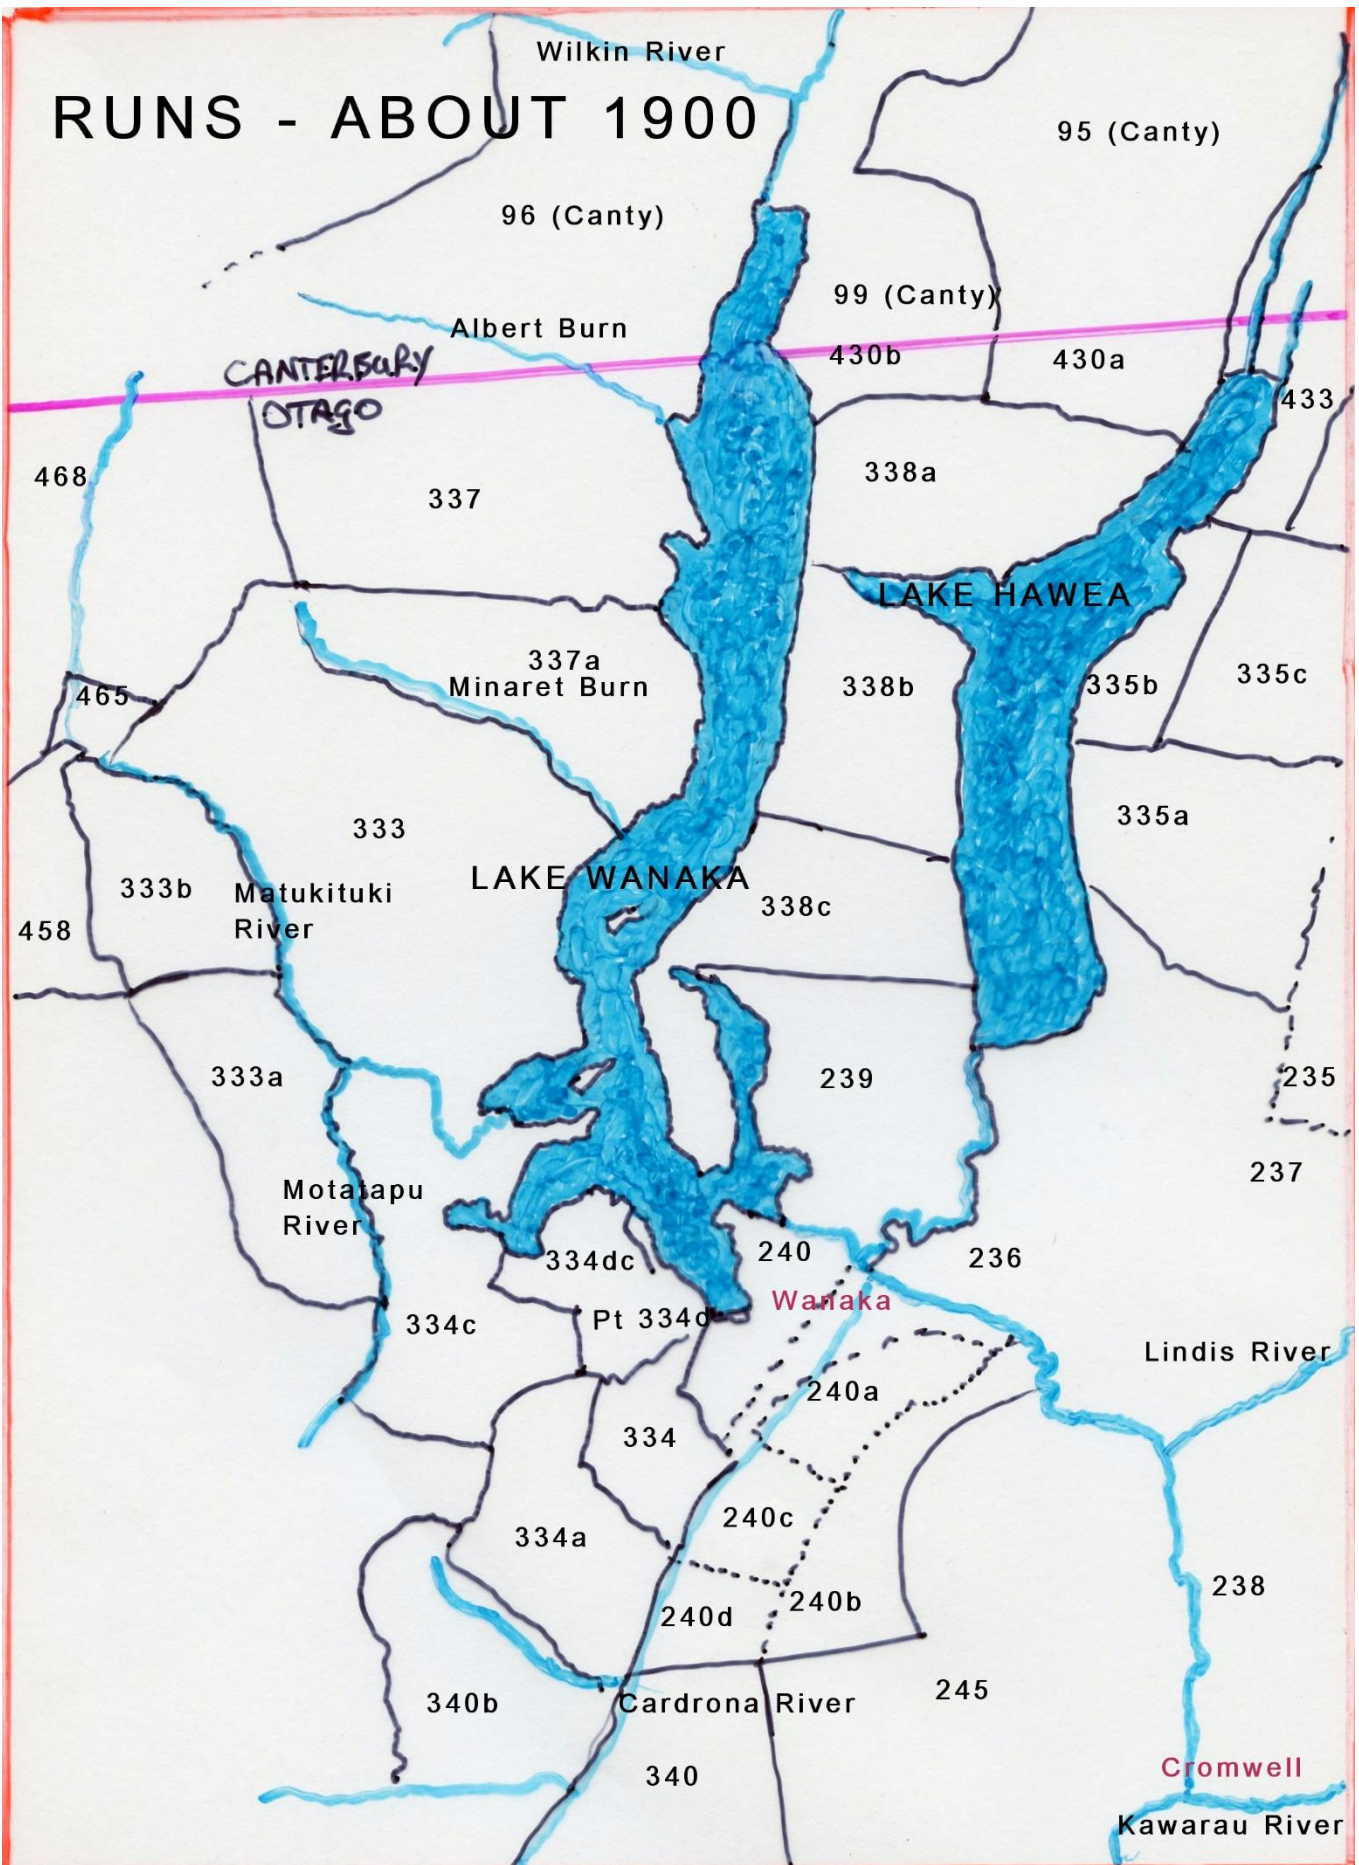 Wilkin River
RUNS - ABOUT 1900
95 (Canty)
96 (Canty)
99 (Canty)
Albert Burn
430b
430a
CANTERBURY
OTAGO
433
468
337
338a
LAKE HAWEA
337a
Minaret Burn
465
338b
335b
335c
333
335a
LAKE WANAKA
333b
Matukituki
River
338c
458
333a
239
235
237
Motatapu
River
334dc
240
236
Wanaka
334c
Pt 334d
Lindis River
240a
334
240c
334a
240d
240b
238
340b
Cardrona River
245
340
Cromwell
Kawarau River